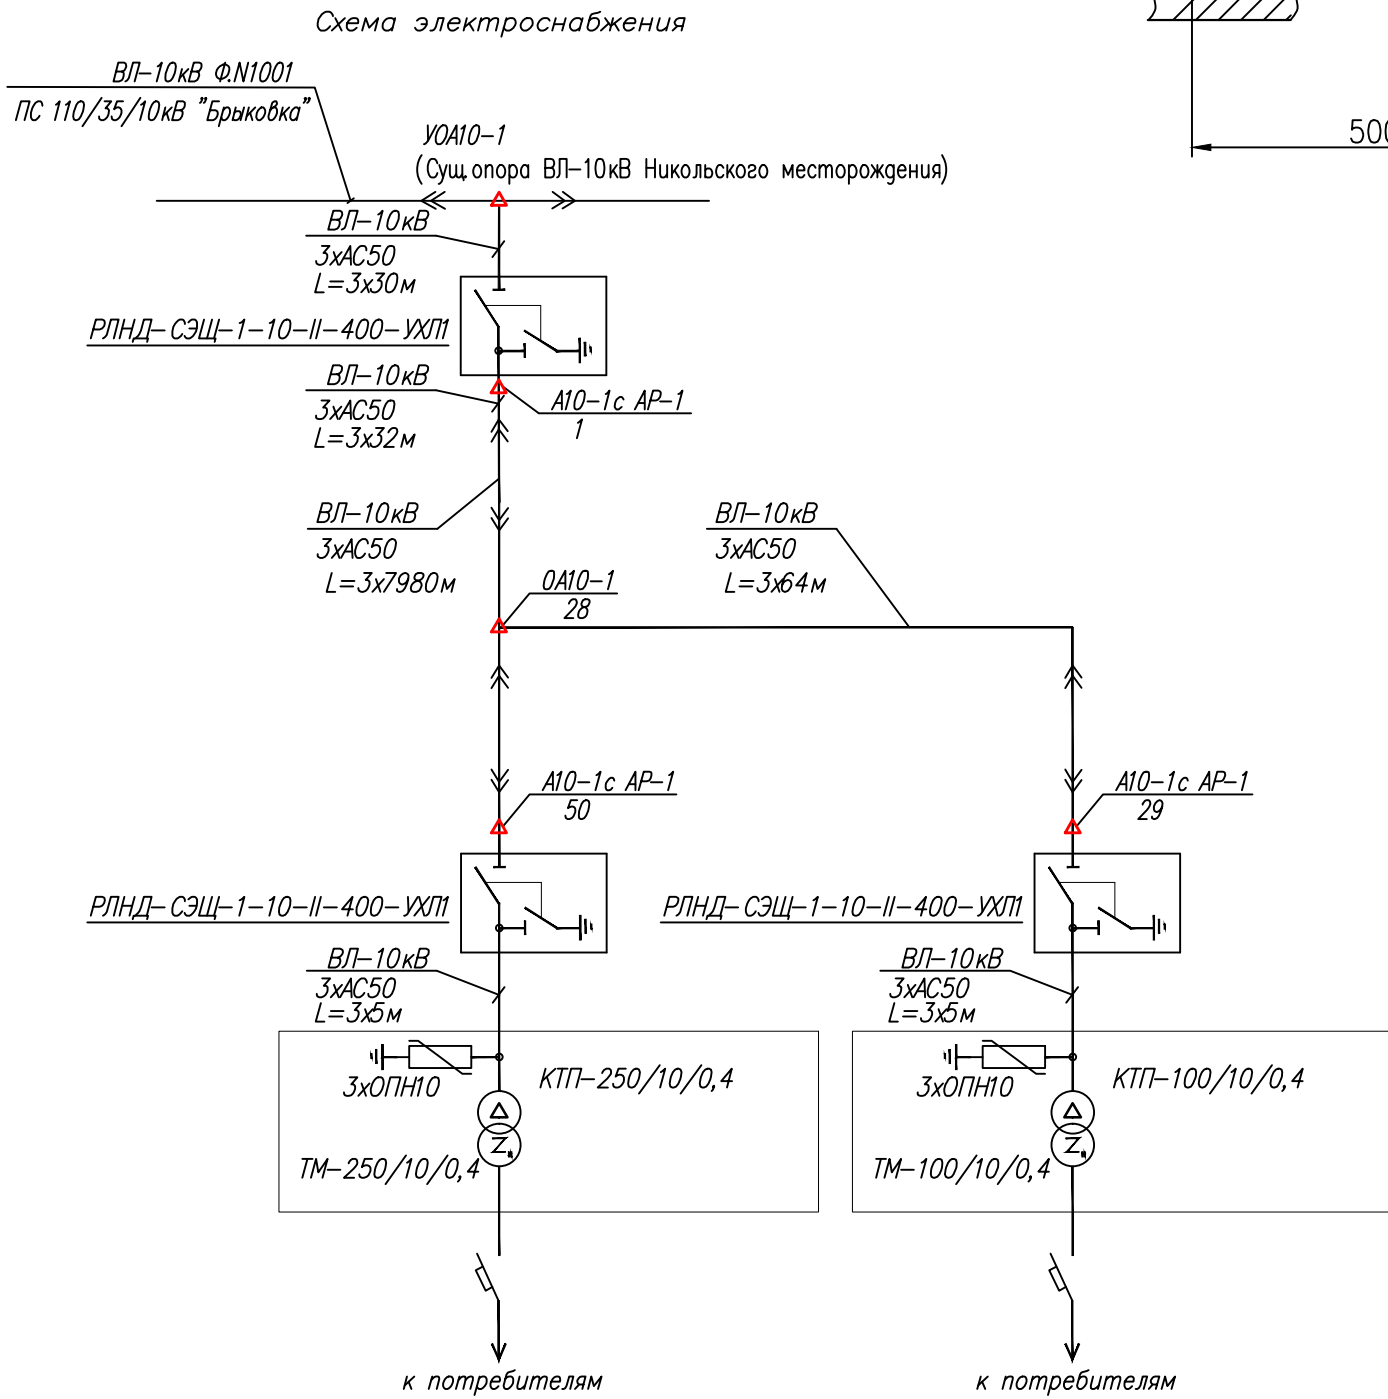 Схема электроснабжения
ВЛ-10кВ Ф.N1001
ПС 110/35/10кВ "Брыковка"
УОА10-1
(Сущ.опора ВЛ-10кВ Никольского месторождения)
500
ВЛ-10кВ
3хАС50
L=3х30м
РЛНД-СЭЩ-1-10-II-400-УХЛ1
ВЛ-10кВ
3хАС50
L=3х32м
А10-1с АР-1
1
ВЛ-10кВ
3хАС50
L=3х7980м
ВЛ-10кВ
3хАС50
L=3х64м
ОА10-1
28
А10-1с АР-1
50
А10-1с АР-1
29
РЛНД-СЭЩ-1-10-II-400-УХЛ1
РЛНД-СЭЩ-1-10-II-400-УХЛ1
ВЛ-10кВ
3хАС50
L=3х5м
ВЛ-10кВ
3хАС50
L=3х5м
3хОПН10
КТП-250/10/0,4
ТМ-250/10/0,4
3хОПН10
КТП-100/10/0,4
ТМ-100/10/0,4
к потребителям
к потребителям